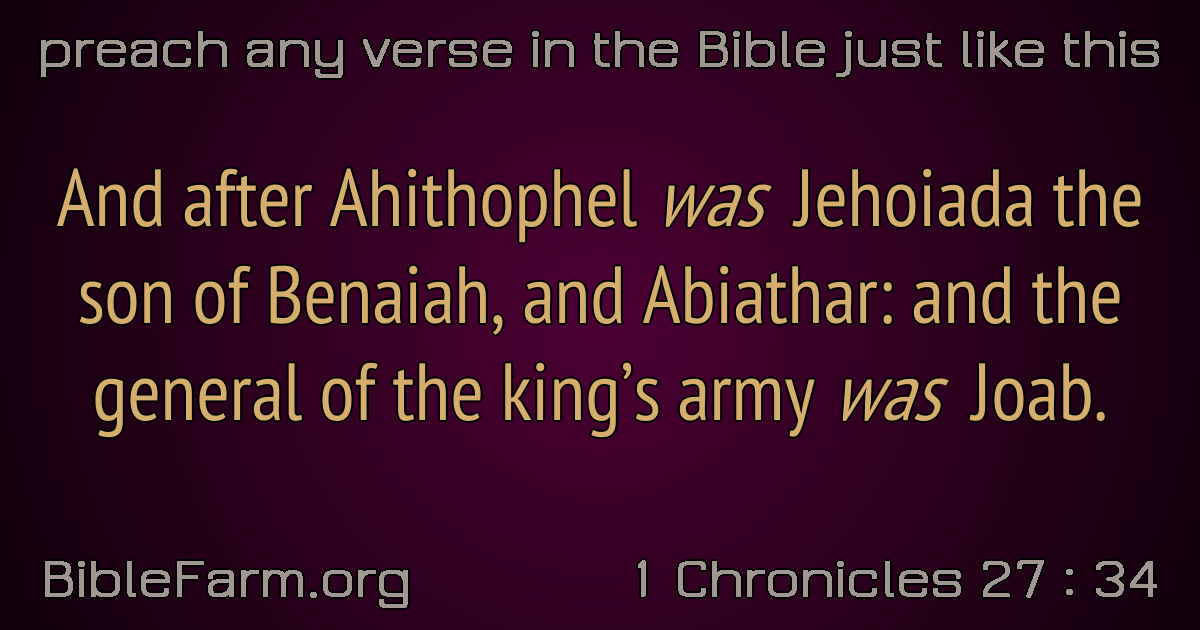 preach any verse in the Bible just like this
And after Ahithophel was Jehoiada the
son of Benaiah, and Abiathar: and the
general of the king’s army was Joab.
BibleFarm.org
1 Chronicles 27 : 34